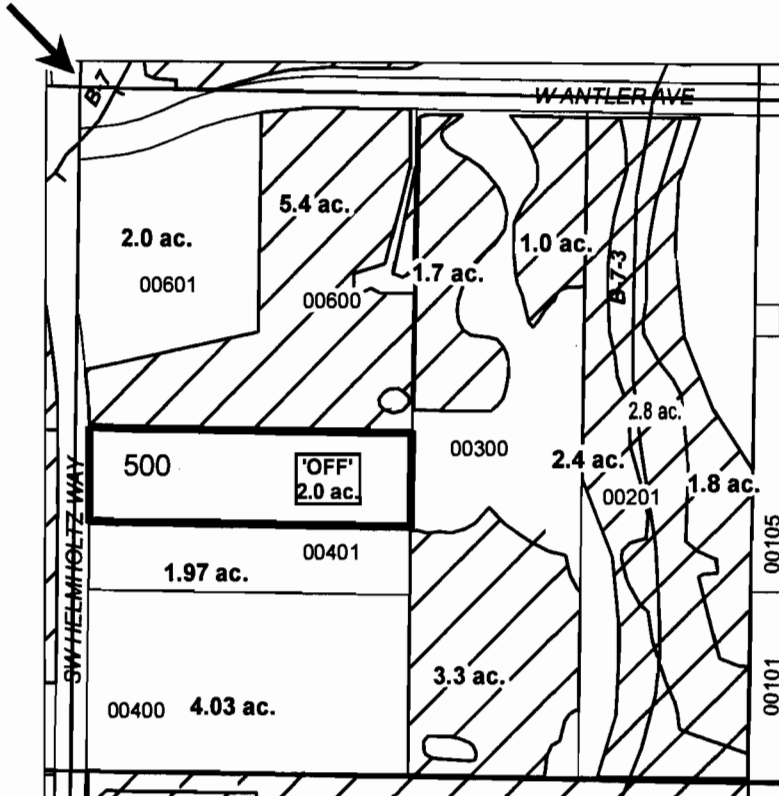 B-7
W ANTLER AVE
5.4 ac.
2.0 ac.
1.0 ac.
00601
1.7 ac.
00600
B-7-3
2.8 ac.
500
'OFF'
2.0 ac.
00300
2.4 ac.
1.8 ac.
00201
SW HELMHOLTZ WAY
00401
1.97 ac.
00105
3.3 ac.
00400
4.03 ac.
00101